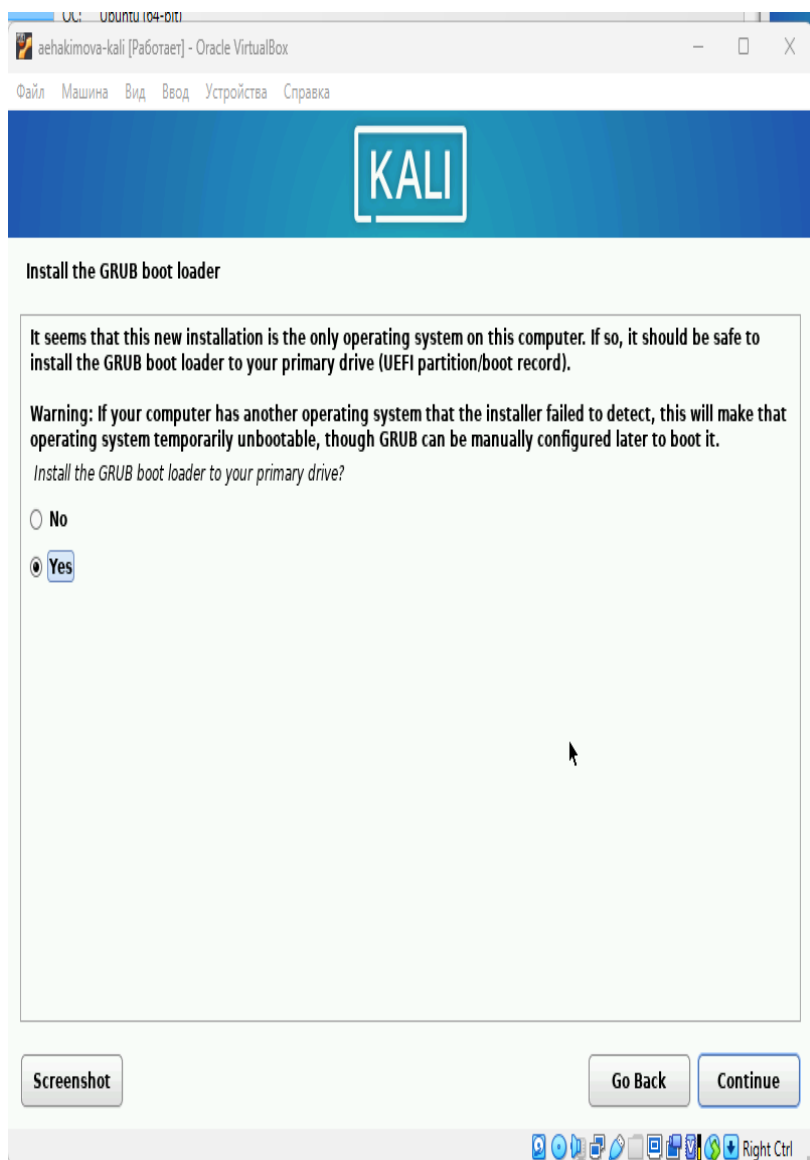 ОС: Ubuntu (64-bit)
aehakimova-kali [Работает] - Oracle VirtualBox
Файл Машина Вид Ввод Устройства Справка
KALI
Install the GRUB boot loader
It seems that this new installation is the only operating system on this computer. If so, it should be safe to
install the GRUB boot loader to your primary drive (UEFI partition/boot record).
Warning: If your computer has another operating system that the installer failed to detect, this will make that
operating system temporarily unbootable, though GRUB can be manually configured later to boot it.
Install the GRUB boot loader to your primary drive?
No
Yes
Screenshot Go Back Continue
Right Ctrl